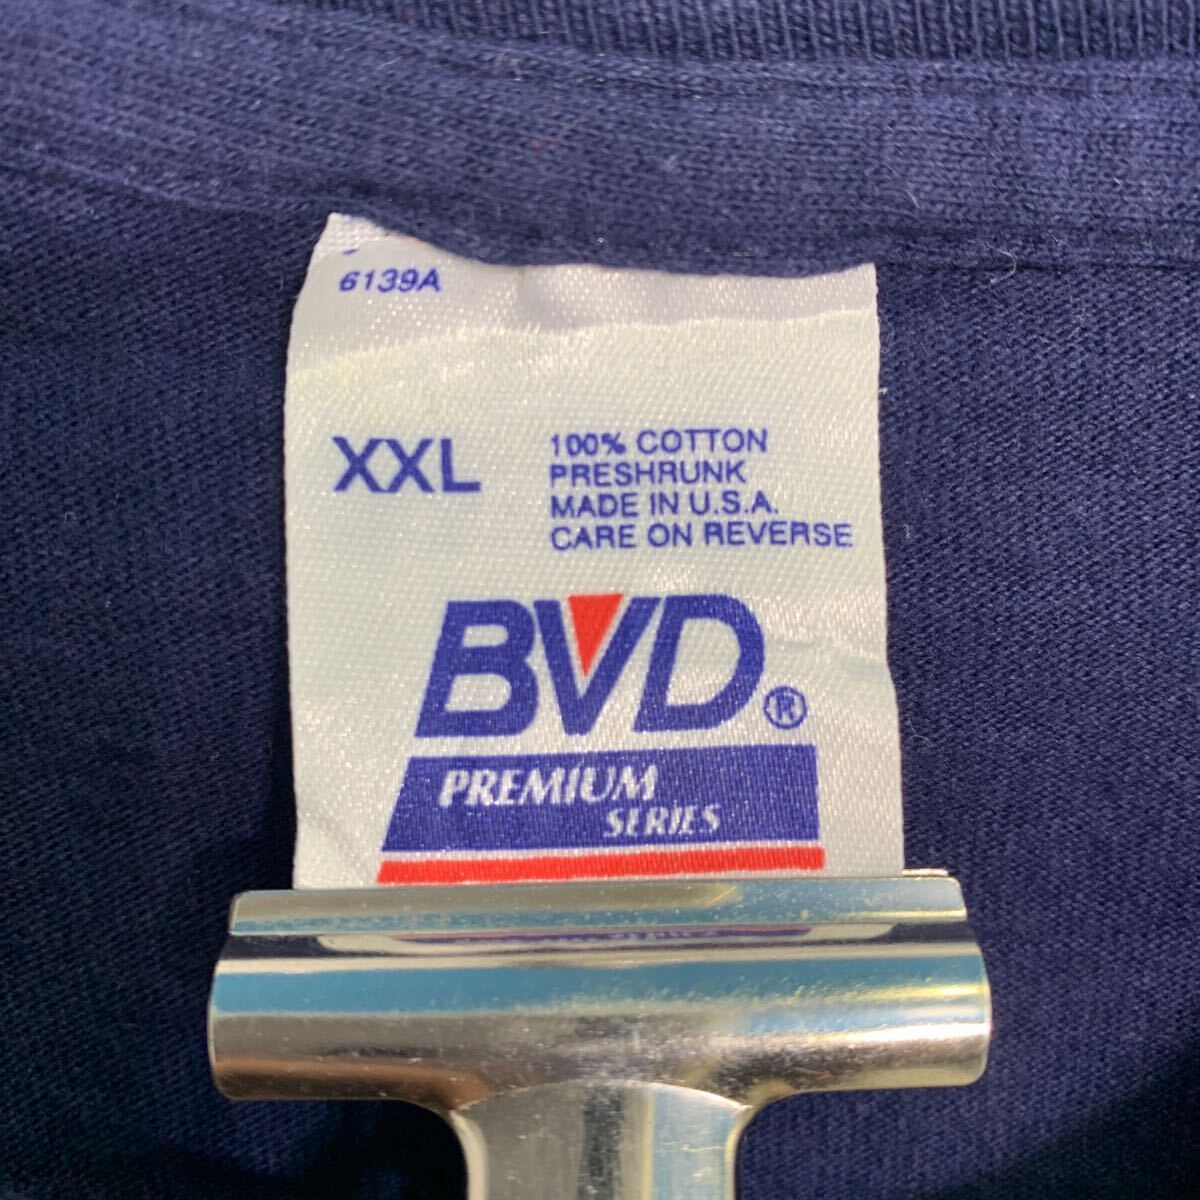 6139A
XXL
100% COTTON
PRESHRUNK
MADE IN U.S.A.
CARE ON REVERSE
BVD®
PREMIUM
SERIES